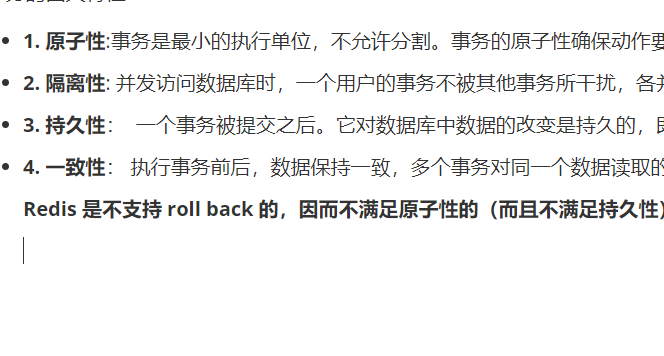 1. 原子性:事务是最小的执行单位，不允许分割。事务的原子性确保动作要
2. 隔离性: 并发访问数据库时，一个用户的事务不被其他事务所干扰，各并
3. 持久性： 一个事务被提交之后。它对数据库中数据的改变是持久的，即
4. 一致性： 执行事务前后，数据保持一致，多个事务对同一个数据读取的
Redis 是不支持 roll back 的，因而不满足原子性的（而且不满足持久性）